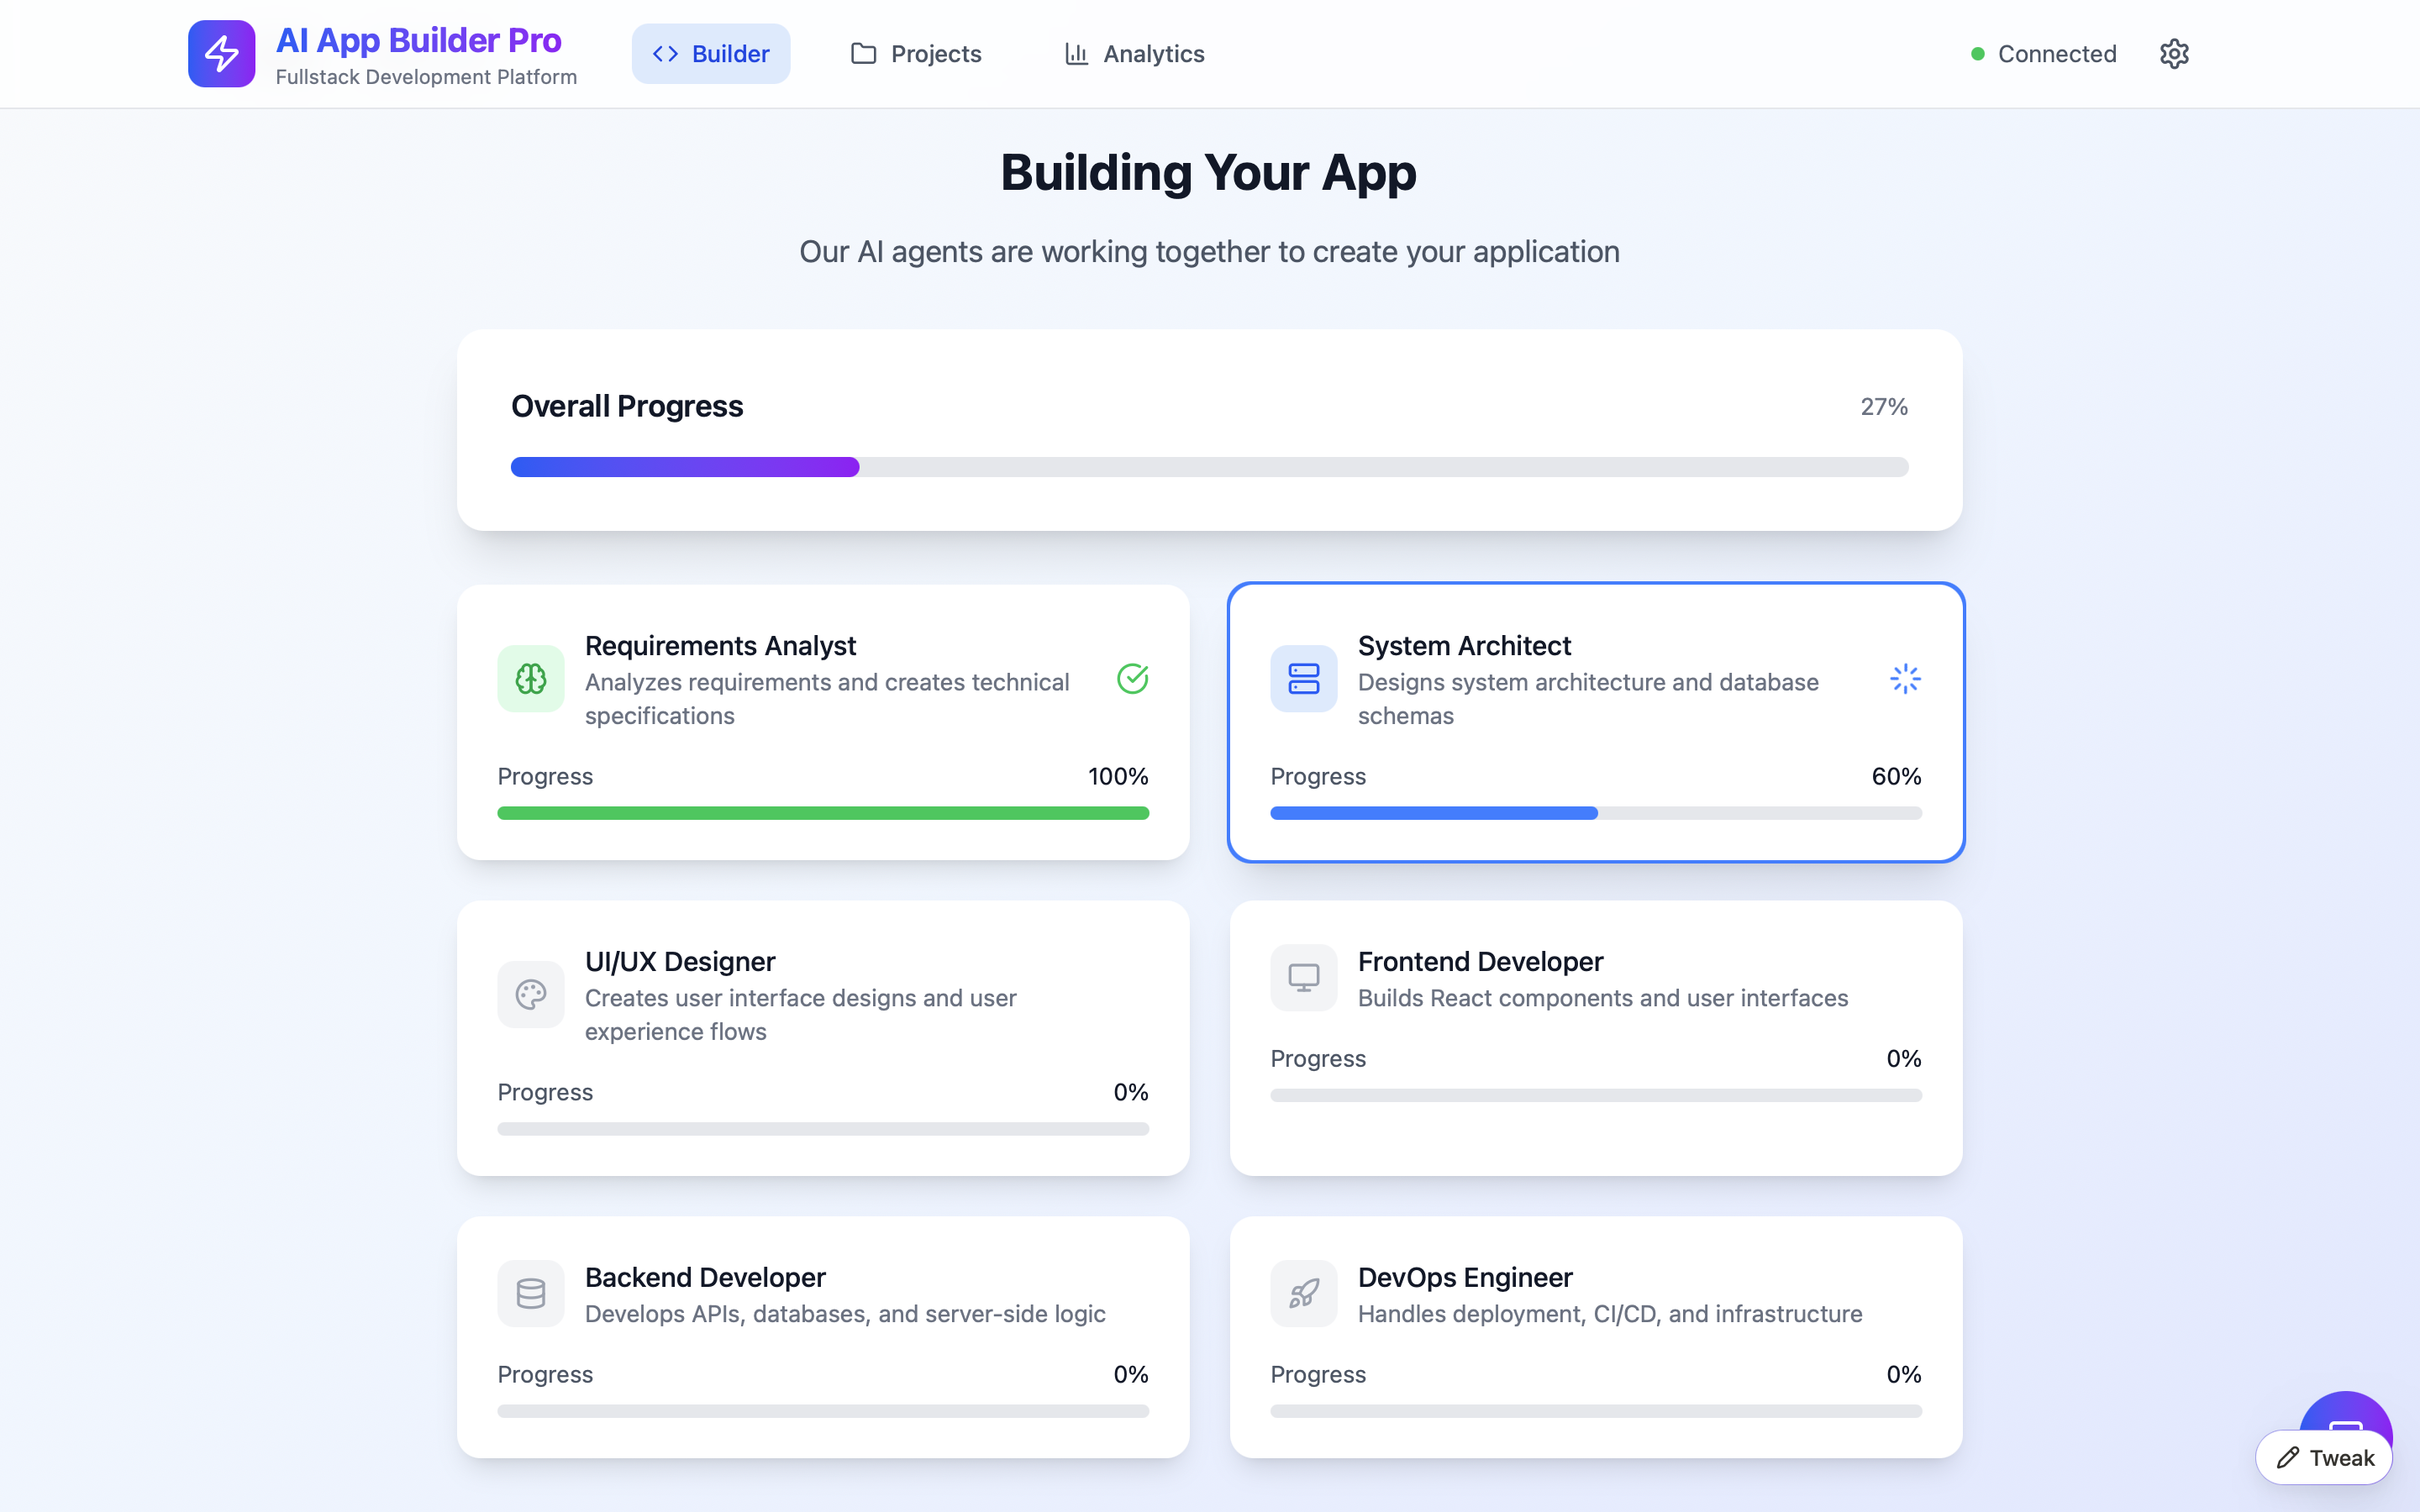 AI App Builder Pro
Fullstack Development Platform
Builder
Projects
Analytics
Connected
Building Your App
Our AI agents are working together to create your application
Overall Progress
27%
Requirements Analyst
Analyzes requirements and creates technical
specifications
Progress
100%
System Architect
Designs system architecture and database
schemas
Progress
60%
UI/UX Designer
Creates user interface designs and user
experience flows
Progress
0%
Frontend Developer
Builds React components and user interfaces
Progress
0%
Backend Developer
Develops APIs, databases, and server-side logic
Progress
0%
DevOps Engineer
Handles deployment, CI/CD, and infrastructure
Progress
0%
Tweak